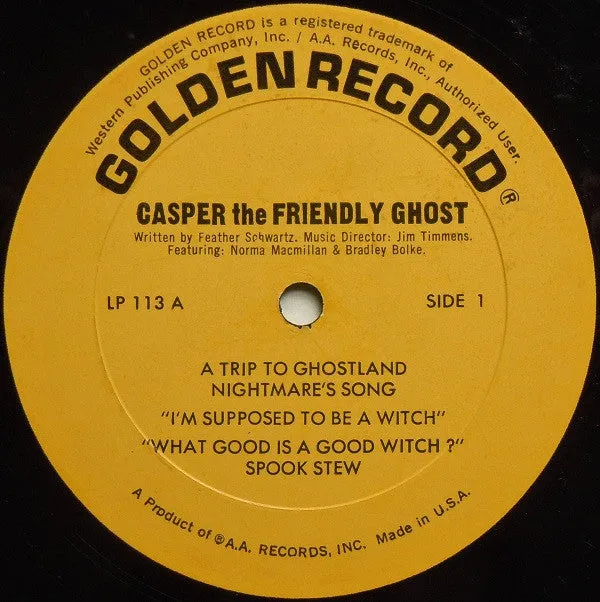 GOLDEN RECORD is a registered trademark of
Western Publishing Company, Inc. / A.A. Records, Inc., Authorized User.
GOLDEN RECORD®
CASPER the FRIENDLY GHOST
Written by Feather Schwartz. Music Director: Jim Timmens.
Featuring: Norma Macmillan & Bradley Bolke.
LP 113 A
SIDE 1
A TRIP TO GHOSTLAND
NIGHTMARE'S SONG
"I'M SUPPOSED TO BE A WITCH"
"WHAT GOOD IS A GOOD WITCH?"
SPOOK STEW
A Product of ®A.A. RECORDS, INC. Made in U.S.A.